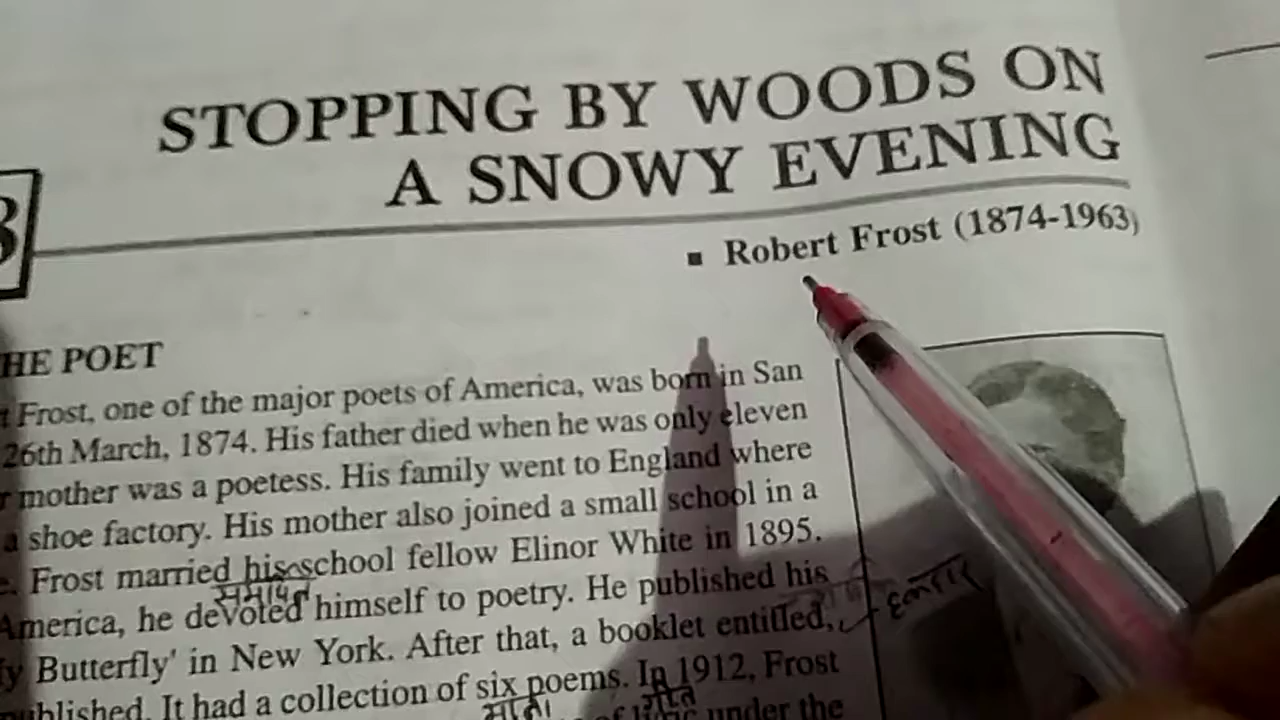 STOPPING BY WOODS ON
A SNOWY EVENING
▪ Robert Frost (1874-1963)
HE POET
t Frost, one of the major poets of America, was born in San
26th March, 1874. His father died when he was only eleven
r mother was a poetess. His family went to England where
a shoe factory. His mother also joined a small school in a
e. Frost married his school fellow Elinor White in 1895.
समर्पित
America, he devoted himself to poetry. He published his
fy Butterfly' in New York. After that, a booklet entitled,
ublished. It had a collection of six poems. In 1912, Frost
under the